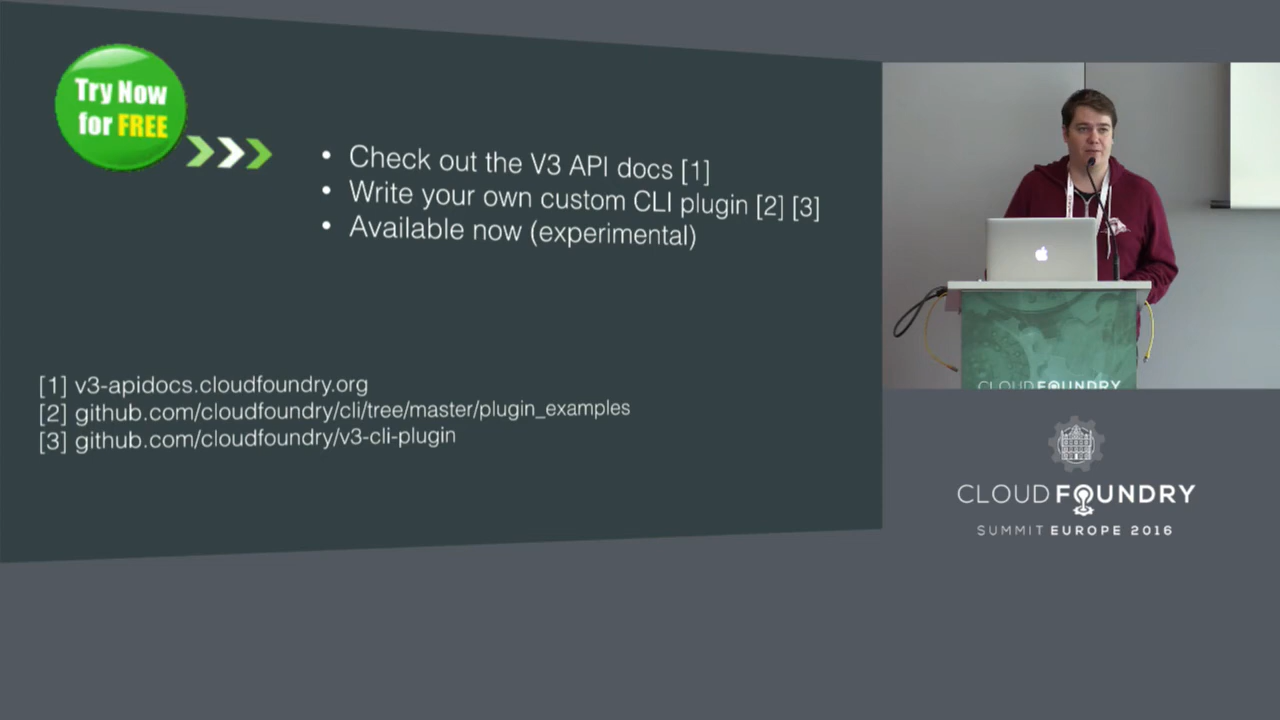 Try Now
for FREE
• Check out the V3 API docs [1]
• Write your own custom CLI plugin [2] [3]
• Available now (experimental)
[1] v3-apidocs.cloudfoundry.org
[2] github.com/cloudfoundry/cli/tree/master/plugin_examples
[3] github.com/cloudfoundry/v3-cli-plugin
CLOUD FOUNDRY
CLOUD FOUNDRY
SUMMIT EUROPE 2016